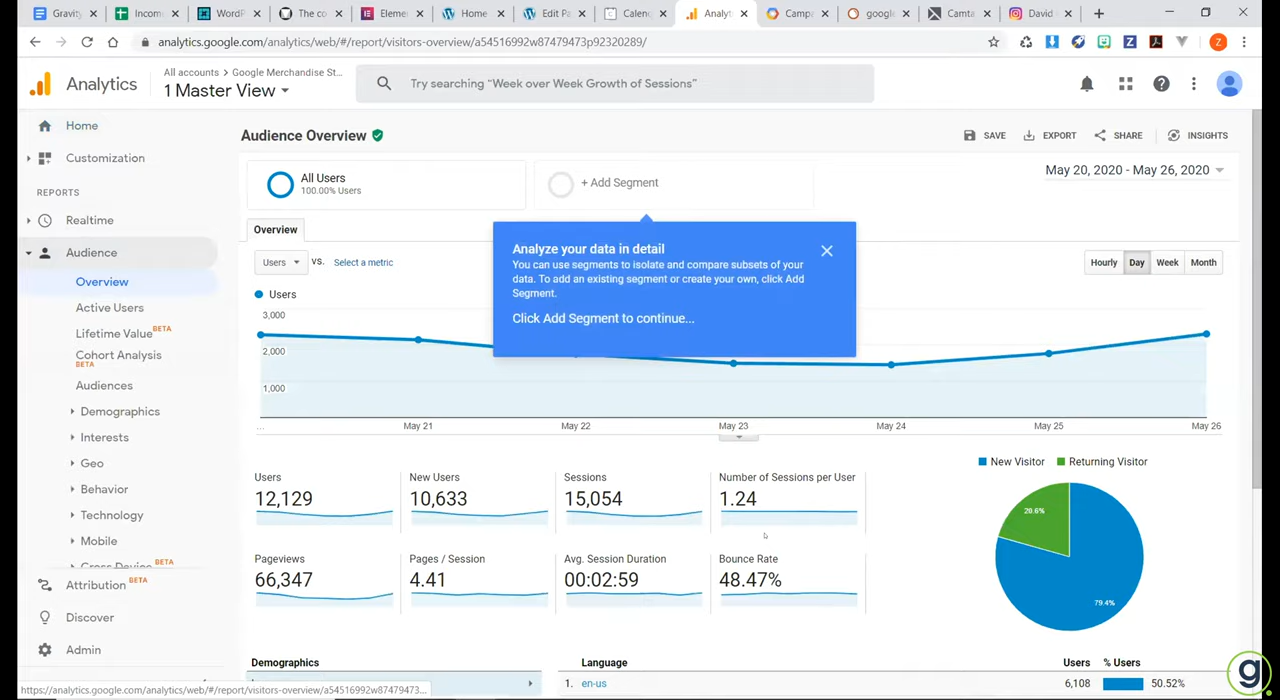 Gravity
Incom
WordP
The co
Elemen
Home
Edit Pa
Calend
Analyt
Campa
google
Camta
David
analytics.google.com/analytics/web/#/report/visitors-overview/a54516992w87479473p92320289/
Z
Analytics
All accounts > Google Merchandise St...
1 Master View
Try searching “Week over Week Growth of Sessions”
Home
Customization
REPORTS
Realtime
Audience
Overview
Active Users
Lifetime Value BETA
Cohort Analysis
BETA
Audiences
Demographics
Interests
Geo
Behavior
Technology
Mobile
Cross Device BETA
Attribution BETA
Discover
Admin
Audience Overview
SAVE
EXPORT
SHARE
INSIGHTS
All Users
100.00% Users
+ Add Segment
May 20, 2020 - May 26, 2020
Overview
Users
VS.
Select a metric
Hourly
Day
Week
Month
Analyze your data in detail
You can use segments to isolate and compare subsets of your
data. To add an existing segment or create your own, click Add
Segment.
Click Add Segment to continue...
Users
3,000
2,000
1,000
...
May 21
May 22
May 23
May 24
May 25
May 26
Users
12,129
New Users
10,633
Sessions
15,054
Number of Sessions per User
1.24
Pageviews
66,347
Pages / Session
4.41
Avg. Session Duration
00:02:59
Bounce Rate
48.47%
New Visitor
Returning Visitor
20.6%
79.4%
Demographics
Language
Users
% Users
1. en-us
6,108
50.52%
https://analytics.google.com/analytics/web/#/report/visitors-overview/a54516992w87479473...
g